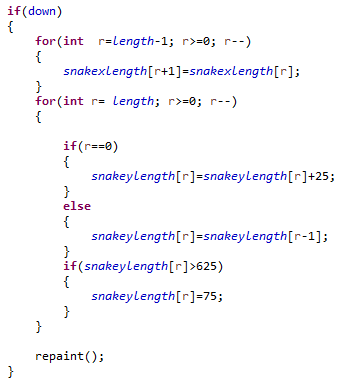 if(down)
{
    for(int  r=length-1; r>=0; r--)
    {
        snakexlength[r+1]=snakexlength[r];
    }
    for(int r= length; r>=0; r--)
    {

        if(r==0)
        {
            snakeylength[r]=snakeylength[r]+25;
        }
        else
        {
            snakeylength[r]=snakeylength[r-1];
        }
        if(snakeylength[r]>625)
        {
            snakeylength[r]=75;
        }
    }

    repaint();
}